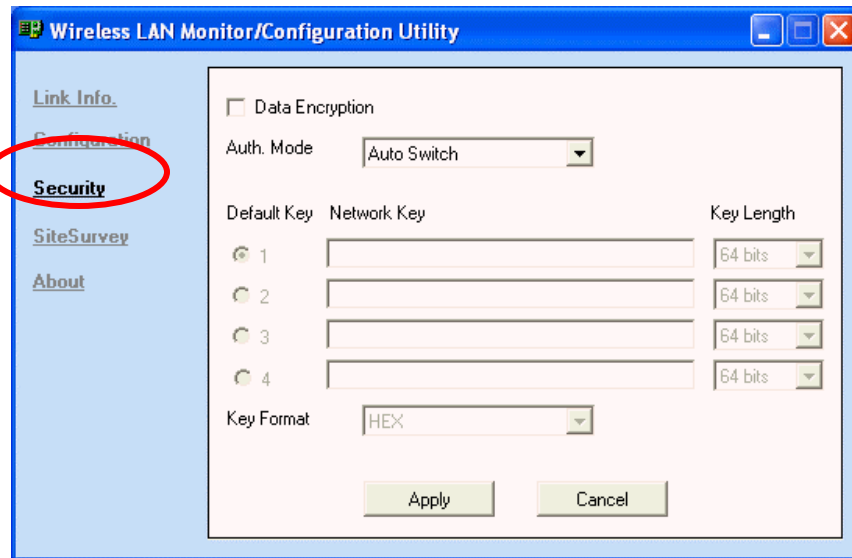 Wireless LAN Monitor/Configuration Utility
Link Info.
Configuration
Security
SiteSurvey
About
Data Encryption
Auth. Mode Auto Switch
Default Key Network Key Key Length
1 64 bits
2 64 bits
3 64 bits
4 64 bits
Key Format HEX
Apply Cancel